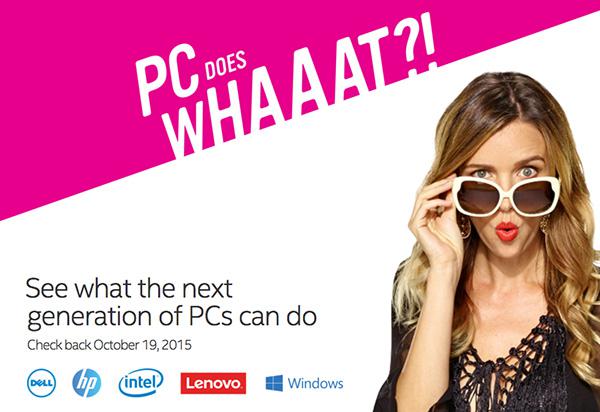 PC DOES
WHAAAT?!
See what the next
generation of PCs can do
Check back October 19, 2015
DELL hp intel Lenovo. Windows